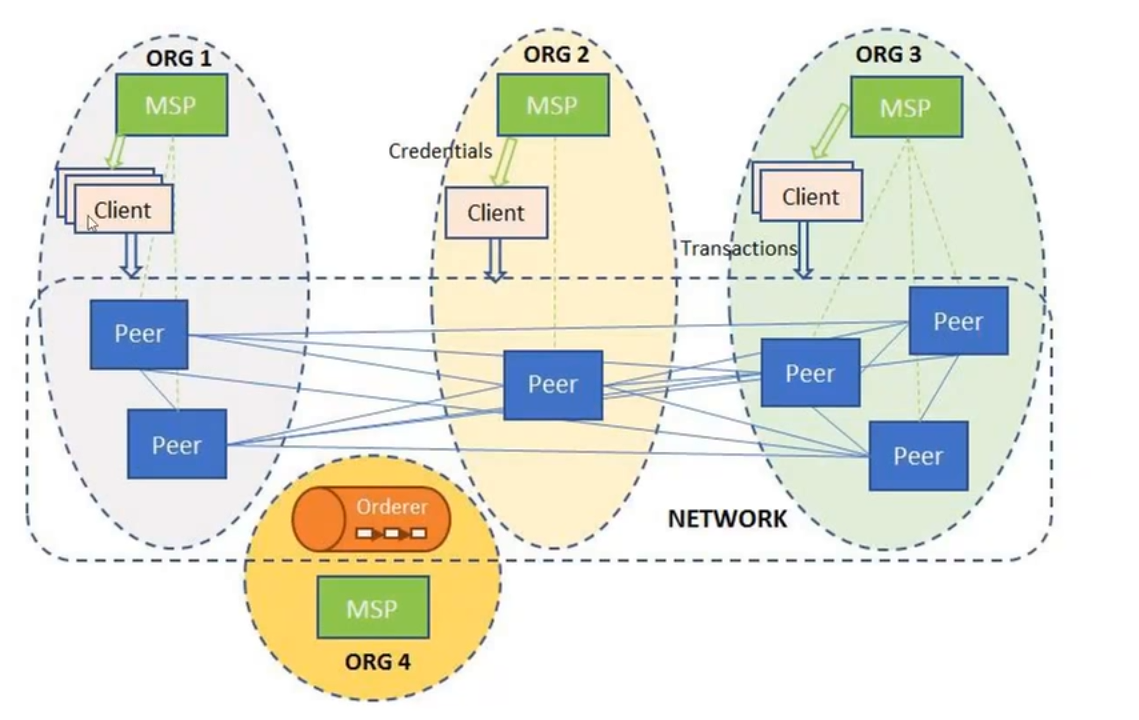 ORG 1
ORG 2
ORG 3
MSP
MSP
MSP
Credentials
Client
Client
Client
Transactions
Peer
Peer
Peer
Peer
Peer
Peer
Orderer
NETWORK
MSP
ORG 4